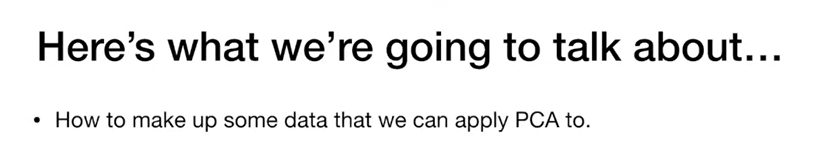 Here's what we're going to talk about...
• How to make up some data that we can apply PCA to.